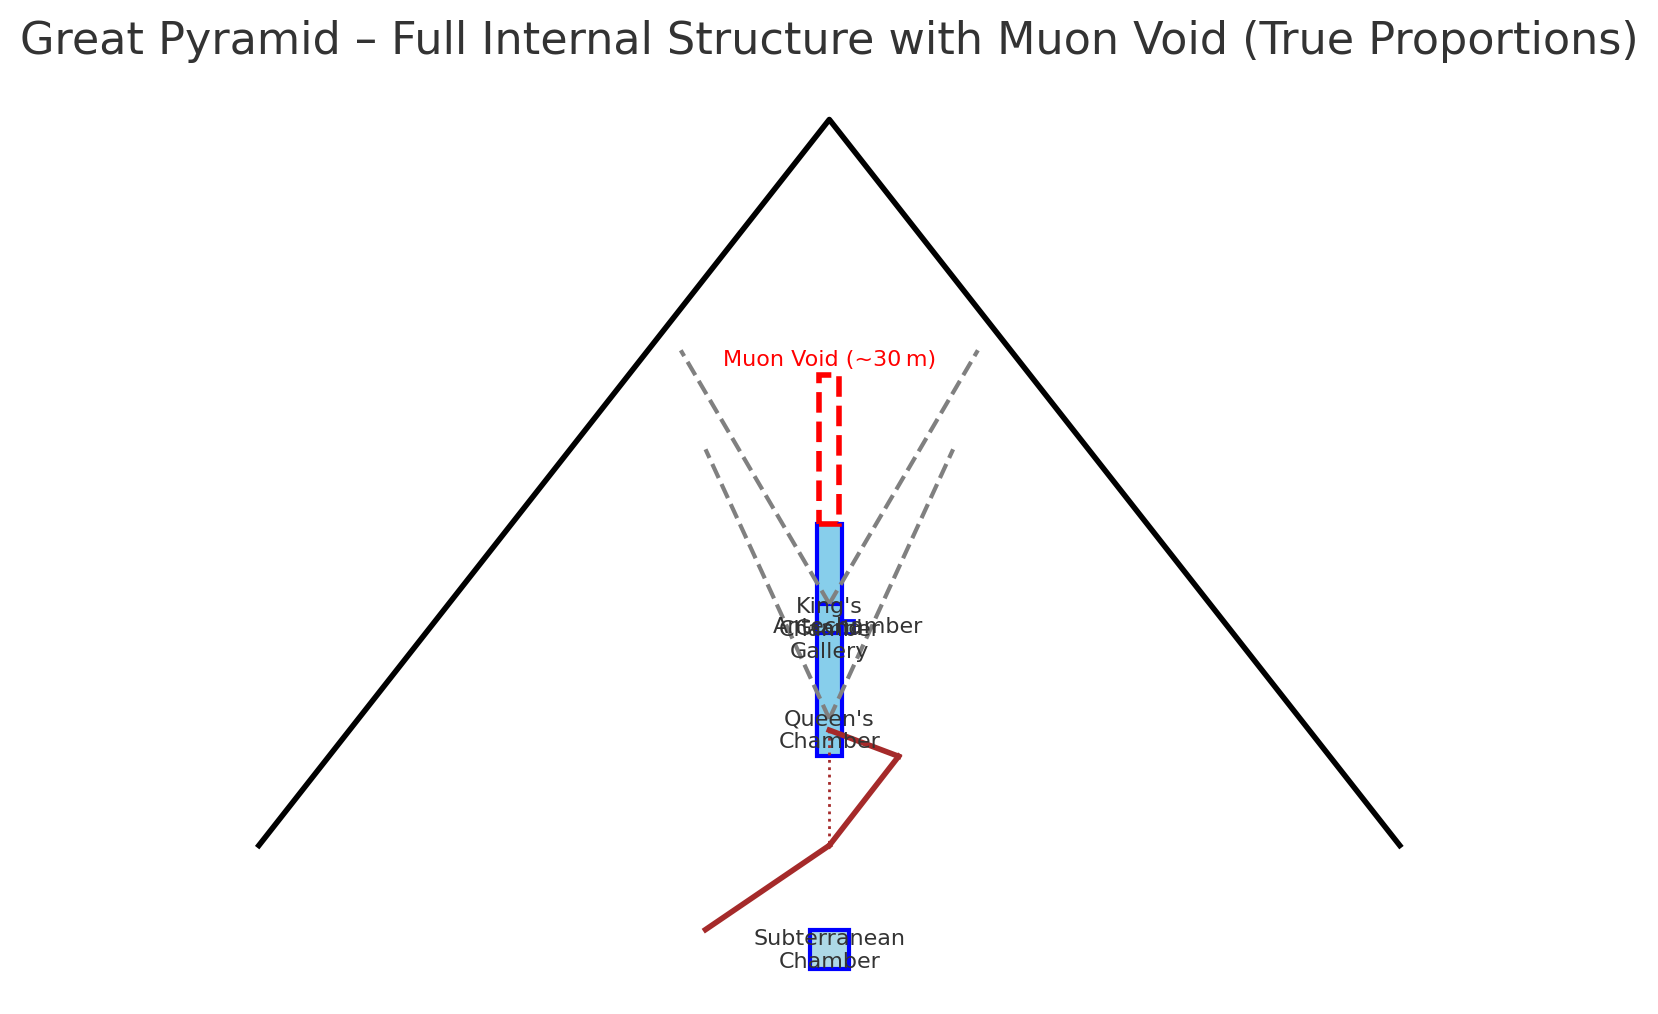 Great Pyramid – Full Internal Structure with Muon Void (True Proportions)
Muon Void (~30 m)
King's
Chamber
Antechamber
Grand
Gallery
Queen's
Chamber
Subterranean
Chamber